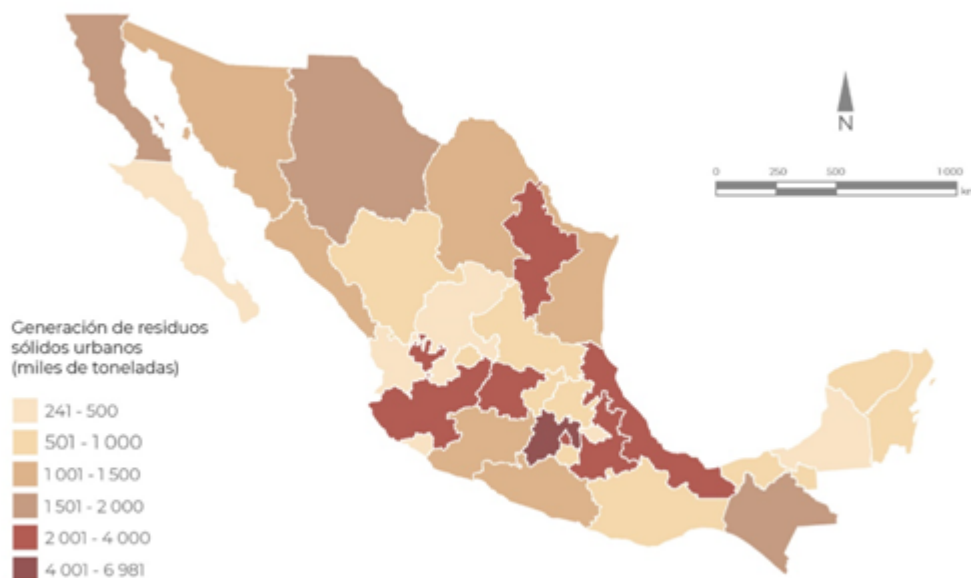 N
0 250 500 1 000
km
Generación de residuos
sólidos urbanos
(miles de toneladas)
241 - 500
501 - 1 000
1 001 - 1 500
1 501 - 2 000
2 001 - 4 000
4 001 - 6 981